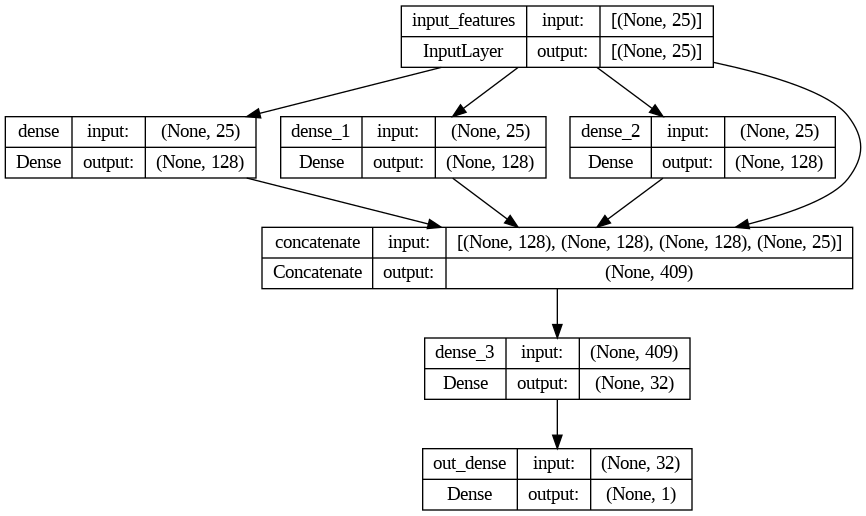 input_features input: [(None, 25)]
InputLayer output: [(None, 25)]
dense input: (None, 25)
Dense output: (None, 128)
dense_1 input: (None, 25)
Dense output: (None, 128)
dense_2 input: (None, 25)
Dense output: (None, 128)
concatenate input: [(None, 128), (None, 128), (None, 128), (None, 25)]
Concatenate output: (None, 409)
dense_3 input: (None, 409)
Dense output: (None, 32)
out_dense input: (None, 32)
Dense output: (None, 1)